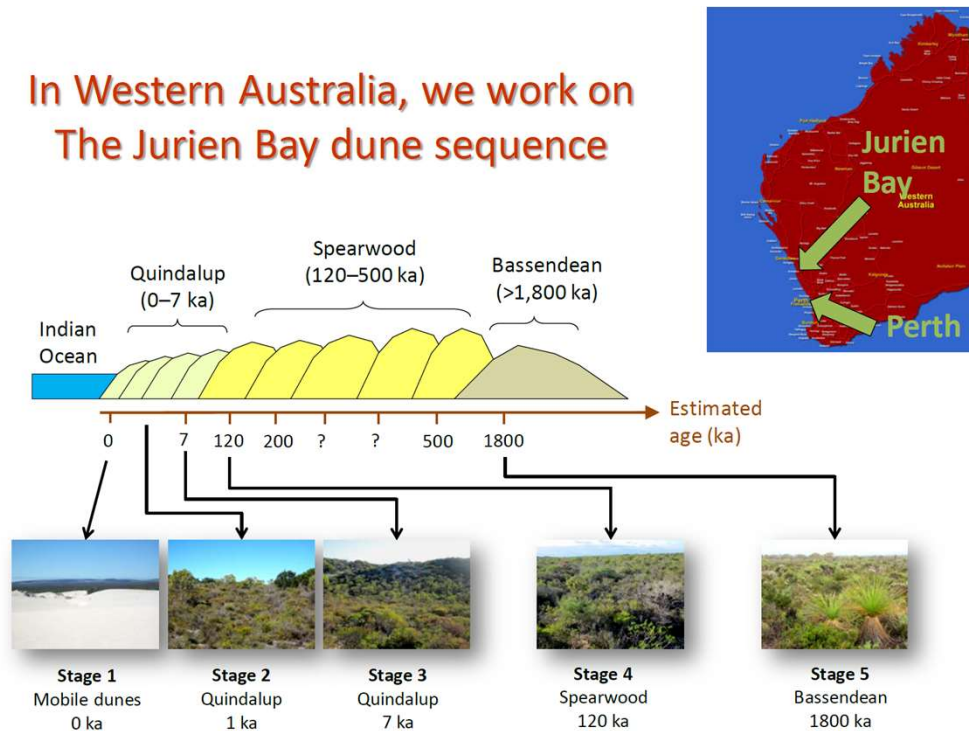 In Western Australia, we work on
The Jurien Bay dune sequence
Jurien
Bay
Western
Australia
Perth
Kimberley
Quindalup
(0–7 ka)
Spearwood
(120–500 ka)
Bassendean
(>1,800 ka)
Indian
Ocean
Estimated
age (ka)
0
7
120
200
?
?
500
1800
Stage 1
Mobile dunes
0 ka
Stage 2
Quindalup
1 ka
Stage 3
Quindalup
7 ka
Stage 4
Spearwood
120 ka
Stage 5
Bassendean
1800 ka